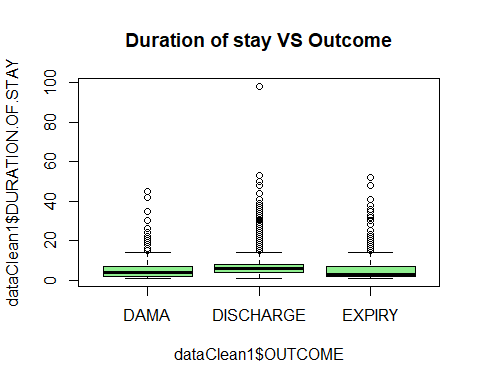 Duration of stay VS Outcome
dataClean1$DURATION.OF.STAY
100
80
60
40
20
0
DAMA DISCHARGE EXPIRY
dataClean1$OUTCOME